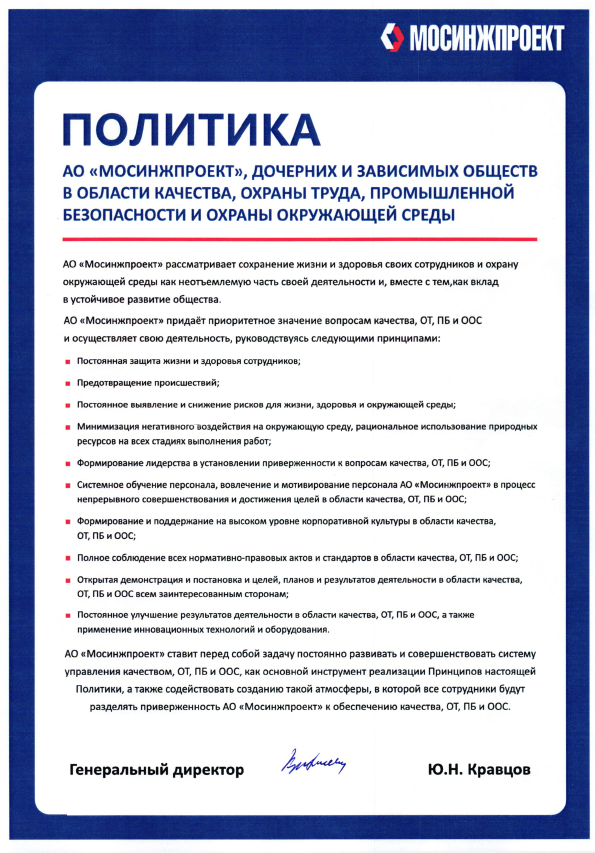 МОСИНЖПРОЕКТ
ПОЛИТИКА
АО «МОСИНЖПРОЕКТ», ДОЧЕРНИХ И ЗАВИСИМЫХ ОБЩЕСТВ
В ОБЛАСТИ КАЧЕСТВА, ОХРАНЫ ТРУДА, ПРОМЫШЛЕННОЙ
БЕЗОПАСНОСТИ И ОХРАНЫ ОКРУЖАЮЩЕЙ СРЕДЫ
АО «Мосинжпроект» рассматривает сохранение жизни и здоровья своих сотрудников и охрану
окружающей среды как неотъемлемую часть своей деятельности и, вместе с тем,как вклад
в устойчивое развитие общества.
АО «Мосинжпроект» придаёт приоритетное значение вопросам качества, ОТ, ПБ и ООС
и осуществляет свою деятельность, руководствуясь следующими принципами:
Постоянная защита жизни и здоровья сотрудников;
Предотвращение происшествий;
Постоянное выявление и снижение рисков для жизни, здоровья и окружающей среды;
Минимизация негативного воздействия на окружающую среду, рациональное использование природных
ресурсов на всех стадиях выполнения работ;
Формирование лидерства в установлении приверженности к вопросам качества, ОТ, ПБ и ООС;
Системное обучение персонала, вовлечение и мотивирование персонала АО «Мосинжпроект» в процесс
непрерывного совершенствования и достижения целей в области качества, ОТ, ПБ и ООС;
Формирование и поддержание на высоком уровне корпоративной культуры в области качества,
ОТ, ПБ и ООС;
Полное соблюдение всех нормативно-правовых актов и стандартов в области качества, ОТ, ПБ и ООС;
Открытая демонстрация и постановка и целей, планов и результатов деятельности в области качества,
ОТ, ПБ и ООС всем заинтересованным сторонам;
Постоянное улучшение результатов деятельности в области качества, ОТ, ПБ и ООС, а также
применение инновационных технологий и оборудования.
АО «Мосинжпроект» ставит перед собой задачу постоянно развивать и совершенствовать систему
управления качеством, ОТ, ПБ и ООС, как основной инструмент реализации Принципов настоящей
Политики, а также содействовать созданию такой атмосферы, в которой все сотрудники будут
разделять приверженность АО «Мосинжпроект» к обеспечению качества, ОТ, ПБ и ООС.
Генеральный директор
Ю.Н. Кравцов